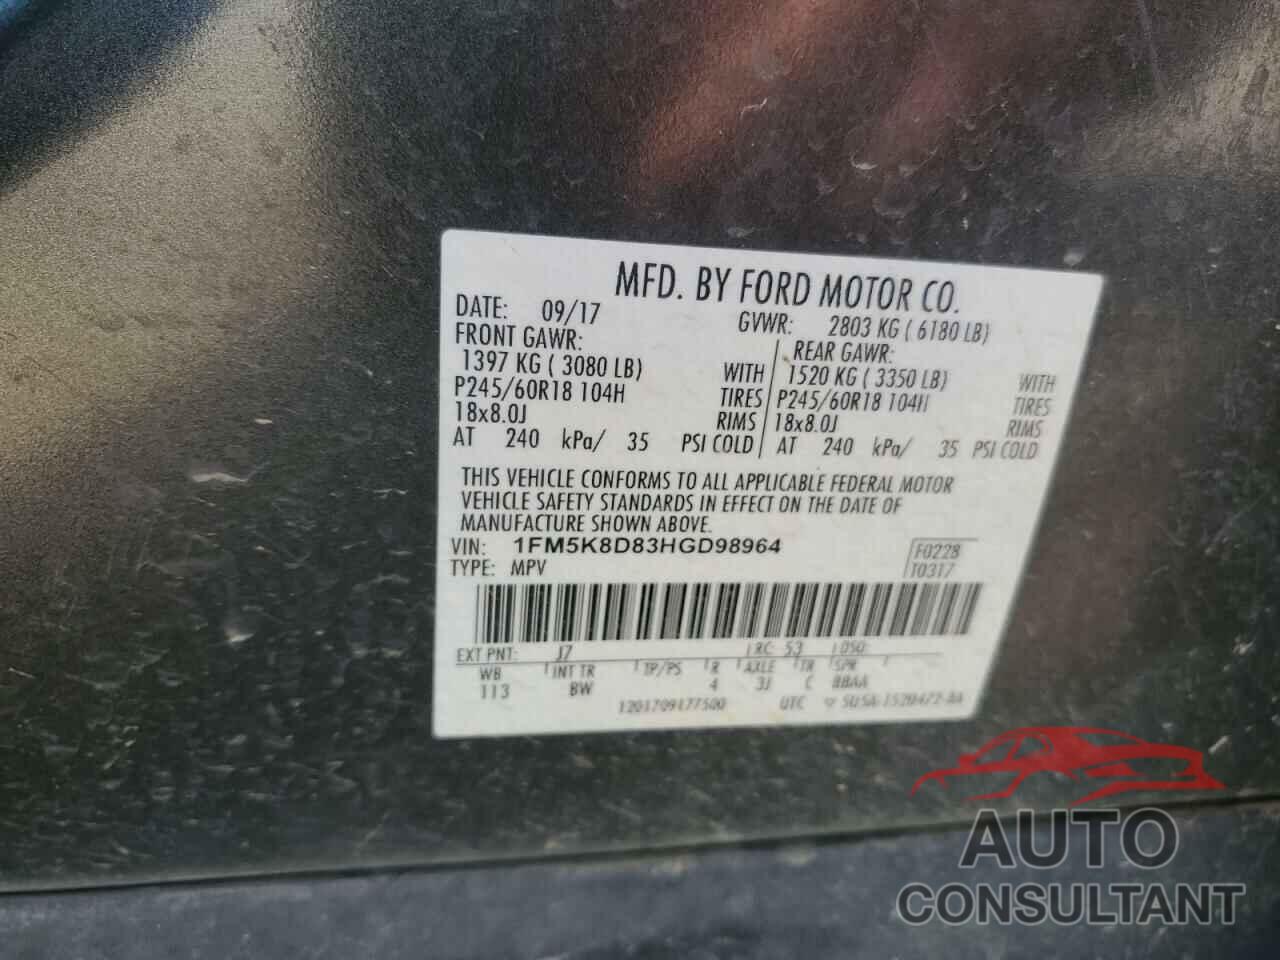 MFD. BY FORD MOTOR CO.
DATE: 09/17 GVWR: 2803 KG ( 6180 LB)
FRONT GAWR: REAR GAWR:
1397 KG ( 3080 LB) WITH 1520 KG ( 3350 LB) WITH
P245/60R18 104H TIRES P245/60R18 104H TIRES
18x8.0J RIMS 18x8.0J RIMS
AT 240 kPa/ 35 PSI COLD AT 240 kPa/ 35 PSI COLD
THIS VEHICLE CONFORMS TO ALL APPLICABLE FEDERAL MOTOR
VEHICLE SAFETY STANDARDS IN EFFECT ON THE DATE OF
MANUFACTURE SHOWN ABOVE.
VIN: 1FM5K8D83HGD98964 F0228
TYPE: MPV T0317
EXT PNT: J7 RC: 53 DSO:
WB INT TR TP/PS R AXLE TR SPR
113 BW 4 3J C BBAA
1201709177500 UTC
AUTO
CONSULTANT